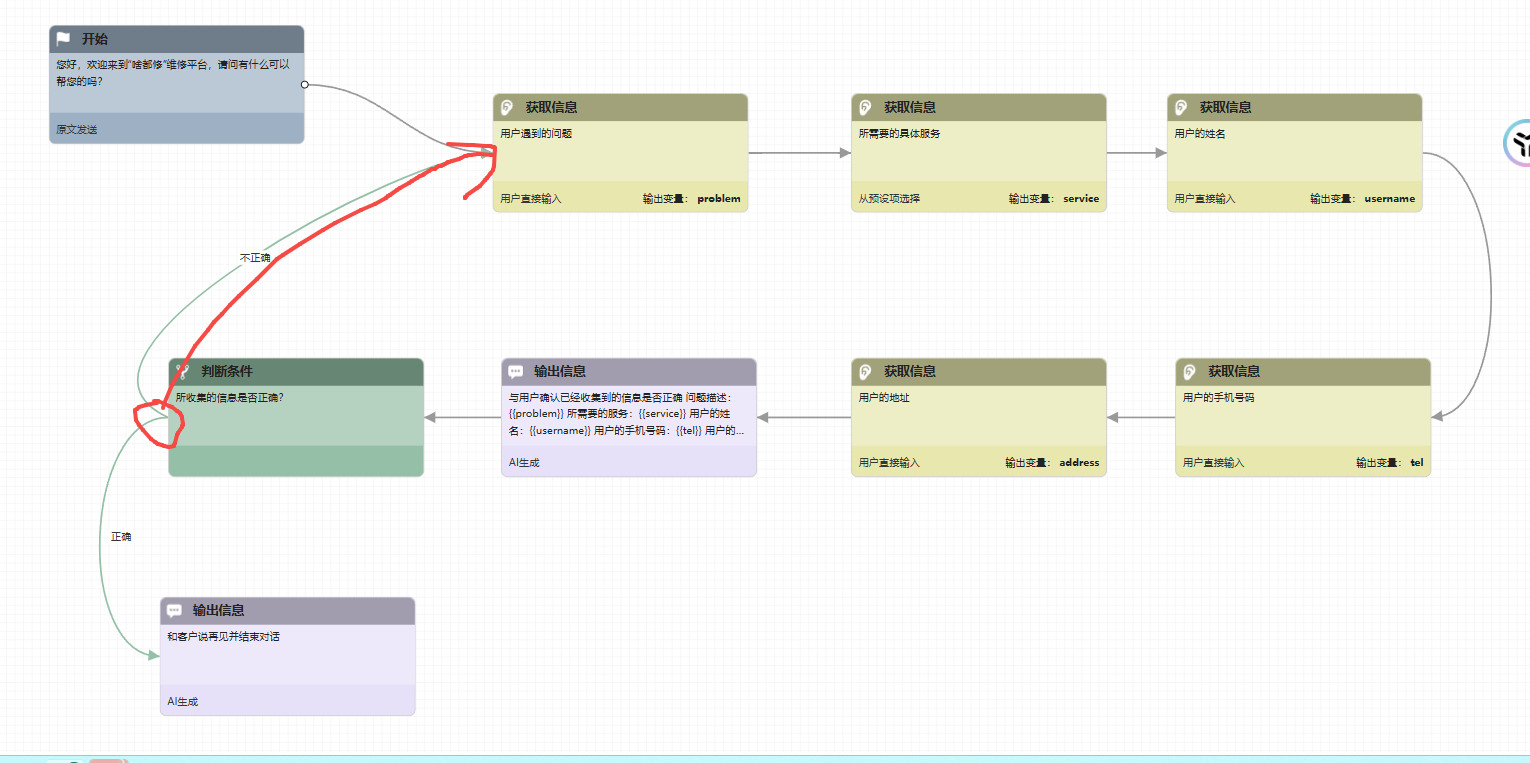 开始
您好，欢迎来到“啥都修”维修平台，请问有什么可以
帮您的吗？
原文发送
获取信息
用户遇到的问题
用户直接输入 输出变量： problem
获取信息
所需要的具体服务
从预设项选择 输出变量： service
获取信息
用户的姓名
用户直接输入 输出变量： username
不正确
判断条件
所收集的信息是否正确？
输出信息
与用户确认已经收集到的信息是否正确 问题描述：
{{problem}} 所需要的服务：{{service}} 用户的姓
名：{{username}} 用户的手机号码：{{tel}} 用户的...
AI生成
获取信息
用户的地址
用户直接输入 输出变量： address
获取信息
用户的手机号码
用户直接输入 输出变量： tel
正确
输出信息
和客户说再见并结束对话
AI生成